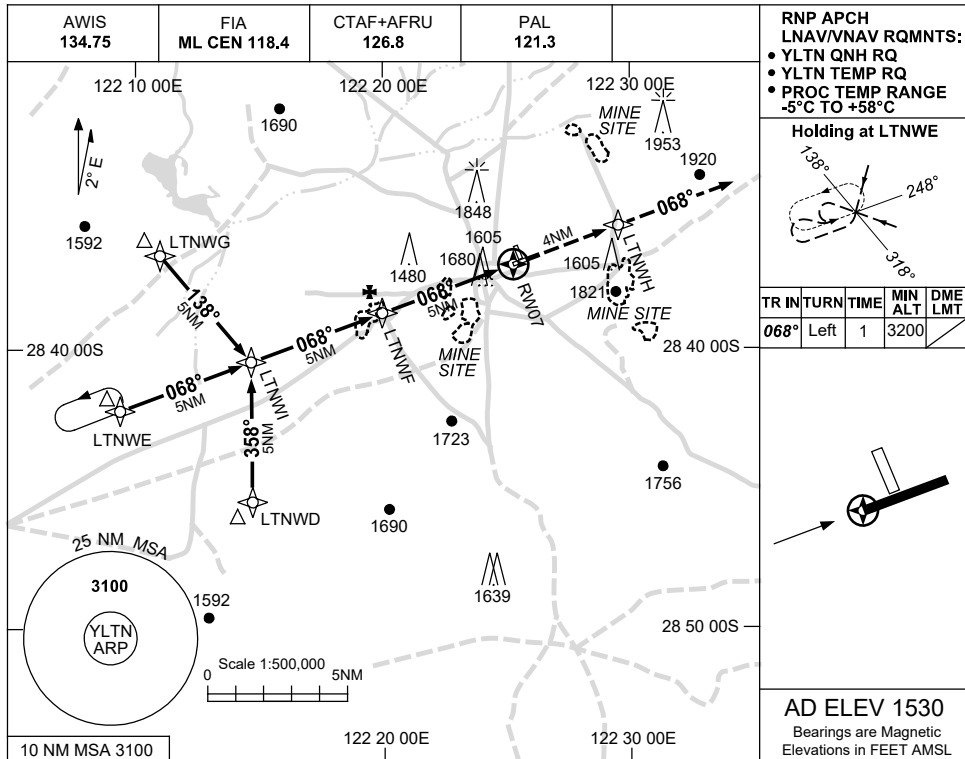 AWIS
134.75
FIA
ML CEN 118.4
CTAF+AFRU
126.8
PAL
121.3
RNP APCH
LNAV/VNAV RQMNTS:
• YLTN QNH RQ
• YLTN TEMP RQ
• PROC TEMP RANGE
-5°C TO +58°C
122 10 00E
122 20 00E
122 30 00E
2° E
1690
MINE
SITE
1953
1920
1848
1592
LTNWG
1605
1480
1680
068°
4NM
LTNWH
1605
1821
MINE SITE
RW07
068°
5NM
138°
5NM
068°
5NM
LTNWF
MINE
SITE
28 40 00S
28 40 00S
068°
5NM
LTNWI
LTNWE
358°
5NM
1723
1756
LTNWD
1690
25 NM MSA
3100
YLTN
ARP
1592
1639
28 50 00S
Scale 1:500,000
0
5NM
10 NM MSA 3100
122 20 00E
122 30 00E
Holding at LTNWE
138°
248°
318°
TR IN TURN TIME MIN ALT DME LMT
068° Left 1 3200
AD ELEV 1530
Bearings are Magnetic
Elevations in FEET AMSL